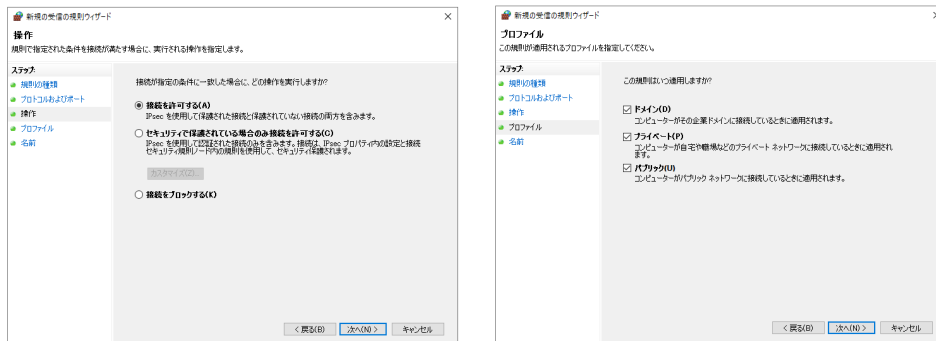 新規の受信の規則ウィザード
操作
規則で指定された条件を接続が満たす場合に、実行される操作を指定します。
ステップ:
規則の種類
プロトコルおよびポート
操作
プロファイル
名前
接続が指定の条件に一致した場合に、どの操作を実行しますか?
接続を許可する(A)
IPsec を使用して保護された接続と保護されていない接続の両方を含みます。
セキュリティで保護されている場合のみ接続を許可する(C)
IPsec を使用して認証された接続のみを含みます。接続は、IPsec プロパティ内の設定と接続
セキュリティ規則ノード内の規則を使用して、セキュリティ保護されます。
カスタマイズ(Z)...
接続をブロックする(K)
< 戻る(B)
次へ(N) >
キャンセル
新規の受信の規則ウィザード
プロファイル
この規則が適用されるプロファイルを指定してください。
ステップ:
規則の種類
プロトコルおよびポート
操作
プロファイル
名前
この規則はいつ適用しますか?
ドメイン(D)
コンピューターがその企業ドメインに接続しているときに適用されます。
プライベート(P)
コンピューターが自宅や職場などのプライベート ネットワークに接続しているときに適用され
ます。
パブリック(U)
コンピューターがパブリック ネットワークに接続しているときに適用されます。
< 戻る(B)
次へ(N) >
キャンセル